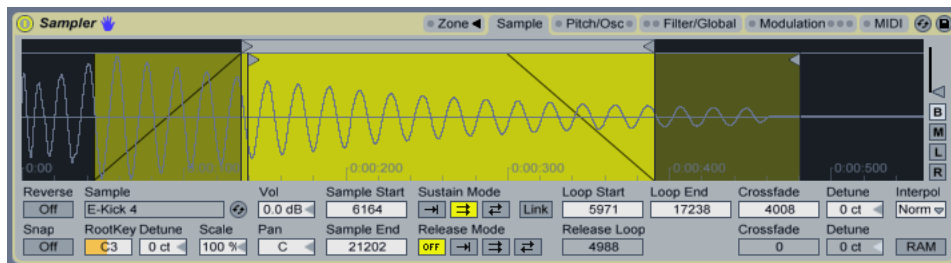 Sampler Zone Sample Pitch/Osc Filter/Global Modulation MIDI
B
M
L
R
0:00 0:00:100 0:00:200 0:00:300 0:00:400 0:00:500
Reverse Sample Vol Sample Start Sustain Mode Loop Start Loop End Crossfade Detune Interpol
Off E-Kick 4 0.0 dB 6164 Link 5971 17238 4008 0 ct Norm
Snap RootKey Detune Scale Pan Sample End Release Mode Release Loop Crossfade Detune
Off C3 0 ct 100 % C 21202 OFF 4988 0 0 ct RAM